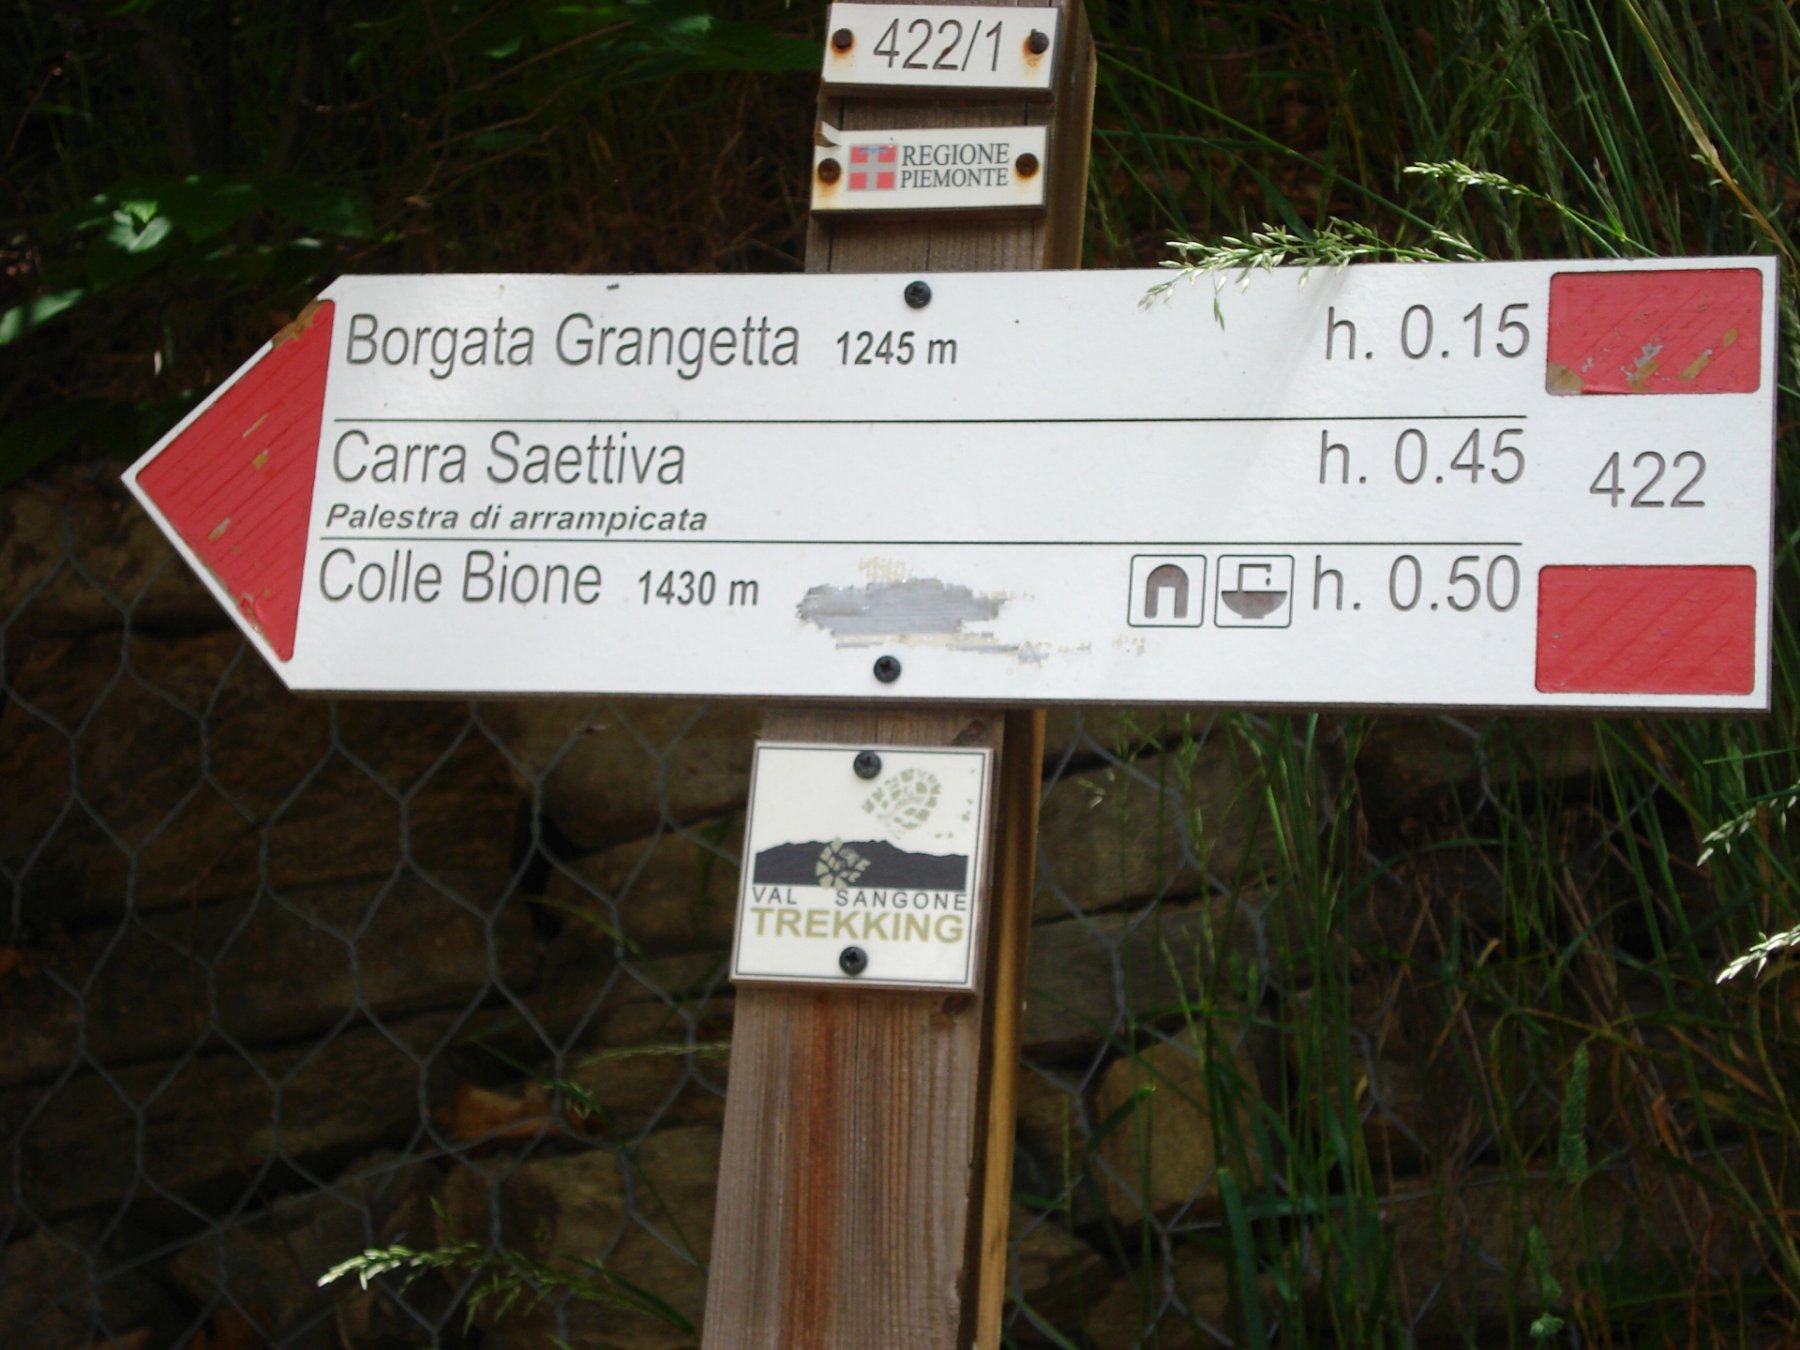 422/1
REGIONE
PIEMONTE
Borgata Grangetta 1245 m h. 0.15
Carra Saettiva h. 0.45
Palestra di arrampicata
422
Colle Bione 1430 m h. 0.50
VAL SANGONE
TREKKING